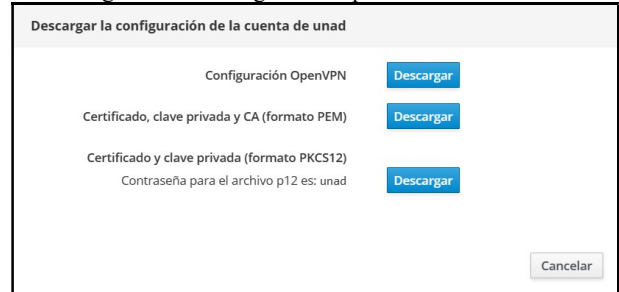 Descargar la configuración de la cuenta de unad
Configuración OpenVPN Descargar
Certificado, clave privada y CA (formato PEM) Descargar
Certificado y clave privada (formato PKCS12)
Contraseña para el archivo p12 es: unad Descargar
Cancelar